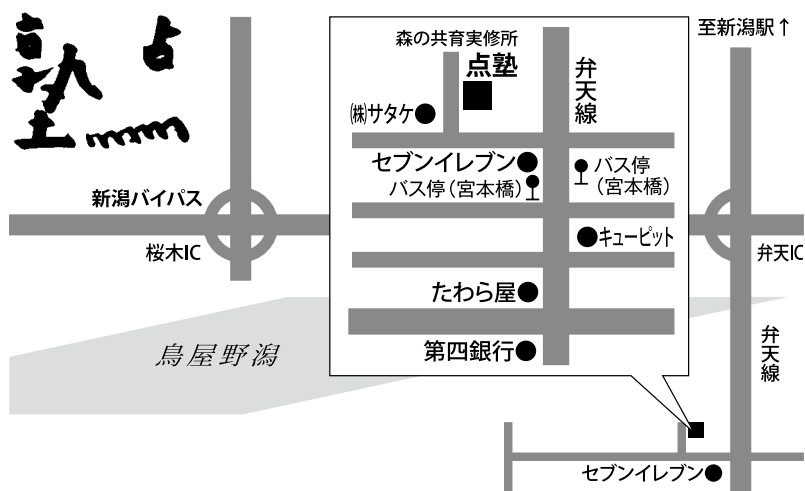 点
塾
至新潟駅↑
森の共育実修所
点塾
弁天線
㈱サタケ
セブンイレブン
バス停(宮本橋)
バス停
(宮本橋)
新潟バイパス
桜木IC
キューピット
弁天IC
たわら屋
第四銀行
鳥屋野潟
弁天線
セブンイレブン